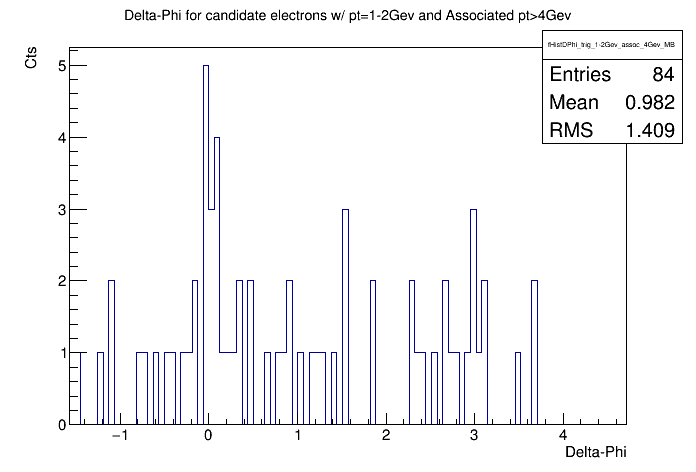 Delta-Phi for candidate electrons w/ pt=1-2Gev and Associated pt>4Gev
fHistDPhi_trig_1-2Gev_assoc_4Gev_MB
Entries 84
Mean 0.982
RMS 1.409
Cts
5
4
3
2
1
0
−1 0 1 2 3 4
Delta-Phi